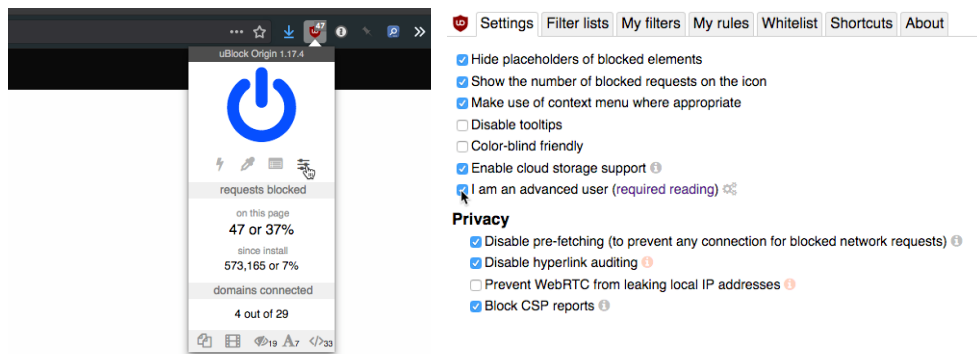 47
uBlock Origin 1.17.4
requests blocked
on this page
47 or 37%
since install
573,165 or 7%
domains connected
4 out of 29
19 A 7 </> 33
Settings Filter lists My filters My rules Whitelist Shortcuts About
Hide placeholders of blocked elements
Show the number of blocked requests on the icon
Make use of context menu where appropriate
Disable tooltips
Color-blind friendly
Enable cloud storage support
I am an advanced user (required reading)
Privacy
Disable pre-fetching (to prevent any connection for blocked network requests)
Disable hyperlink auditing
Prevent WebRTC from leaking local IP addresses
Block CSP reports